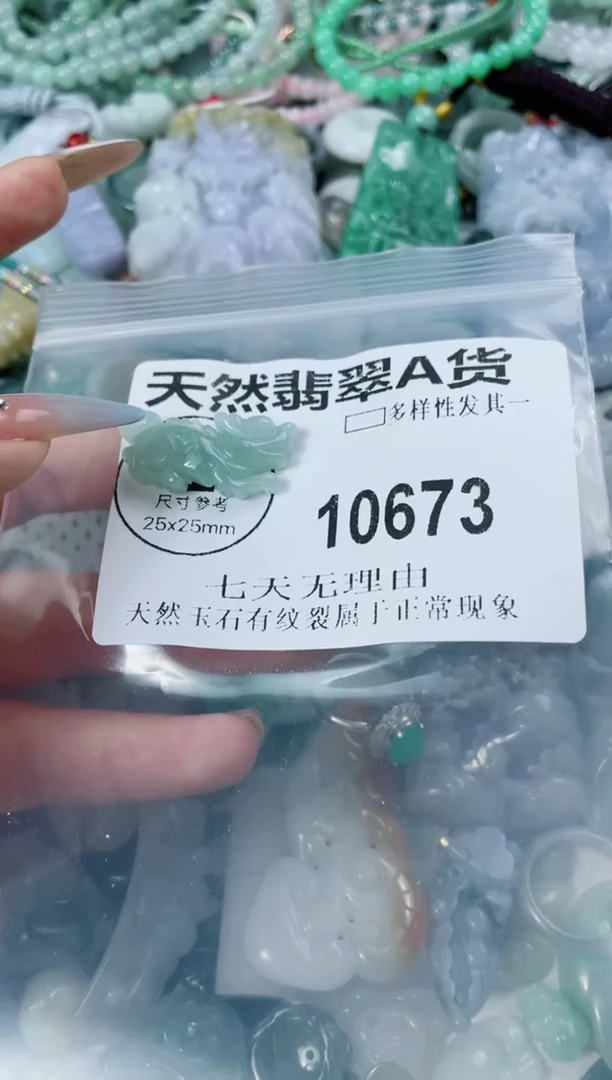 天然翡翠A货
多样性发其一
尺寸参考
25x25mm
10673
七天无理由
天然玉石有纹裂属于正常现象